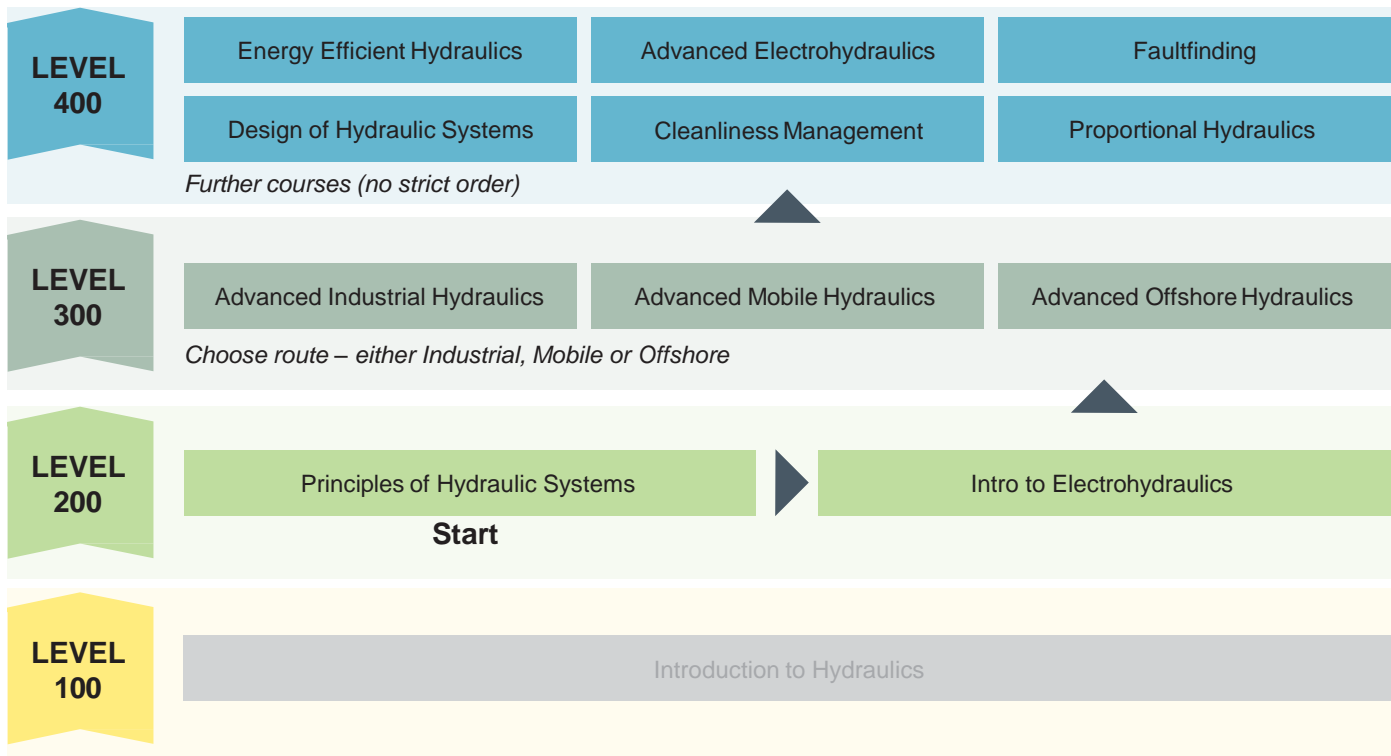 LEVEL
400
Energy Efficient Hydraulics
Advanced Electrohydraulics
Faultfinding
Design of Hydraulic Systems
Cleanliness Management
Proportional Hydraulics
Further courses (no strict order)
LEVEL
300
Advanced Industrial Hydraulics
Advanced Mobile Hydraulics
Advanced Offshore Hydraulics
Choose route – either Industrial, Mobile or Offshore
LEVEL
200
Principles of Hydraulic Systems
Intro to Electrohydraulics
Start
LEVEL
100
Introduction to Hydraulics